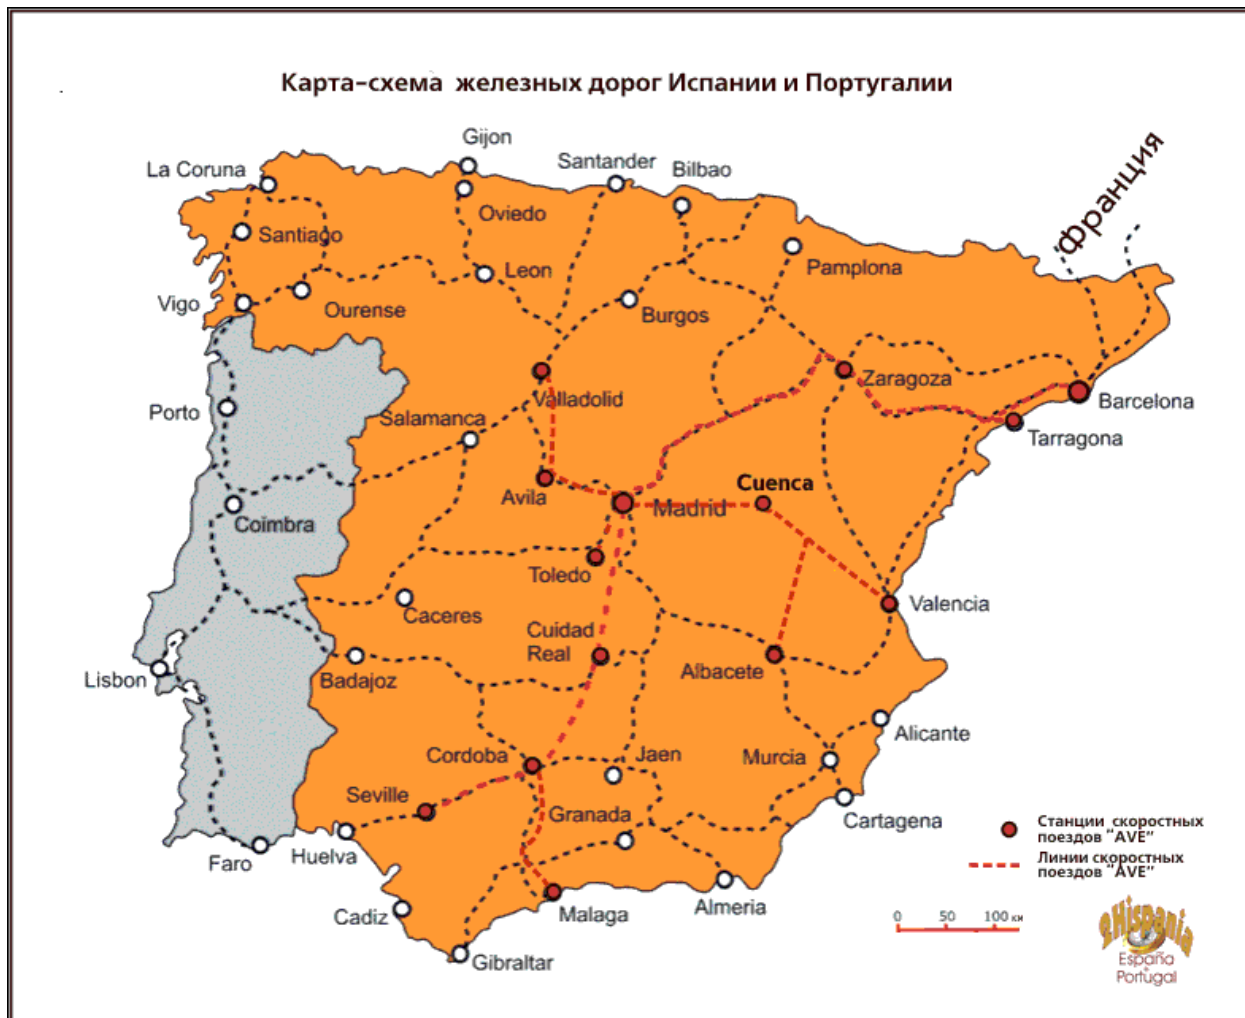 Карта-схема железных дорог Испании и Португалии
Gijon
Santander
Bilbao
La Coruna
Франция
Oviedo
Santiago
Pamplona
Leon
Vigo
Ourense
Burgos
Zaragoza
Valladolid
Barcelona
Porto
Salamanca
Tarragona
Cuenca
Avila
Madrid
Coimbra
Toledo
Valencia
Caceres
Cuidad
Real
Albacete
Lisbon
Badajoz
Alicante
Cordoba
Jaen
Murcia
Seville
Granada
Cartagena
Станции скоростных
поездов "AVE"
Huelva
Faro
Линии скоростных
поездов "AVE"
Almeria
Cadiz
Malaga
0 50 100 км
Gibraltar
2Hispania
España
Portugal